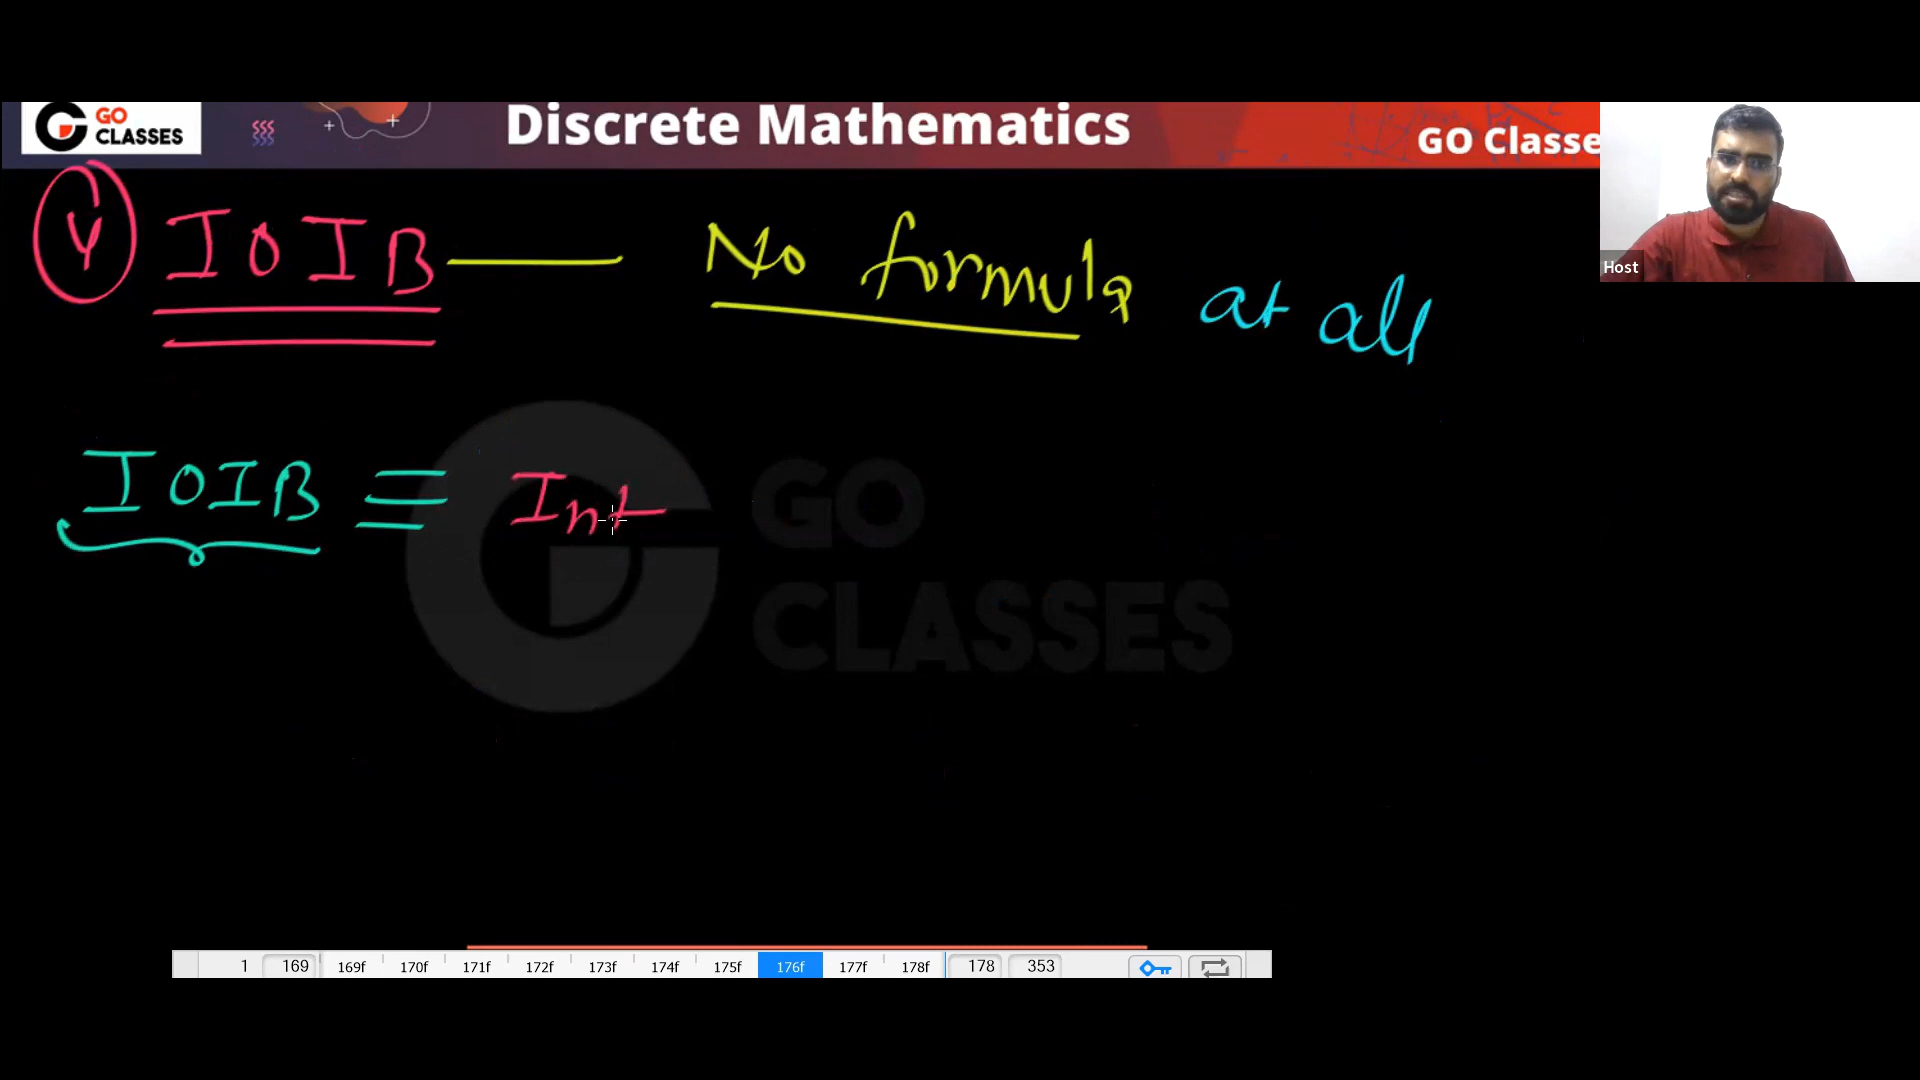 GO CLASSES
Discrete Mathematics
GO Classe
Host
4 IOIB — No formula at all
IOIB ≡ Int
GO
CLASSES
1 169 169f 170f 171f 172f 173f 174f 175f 176f 177f 178f 178 353